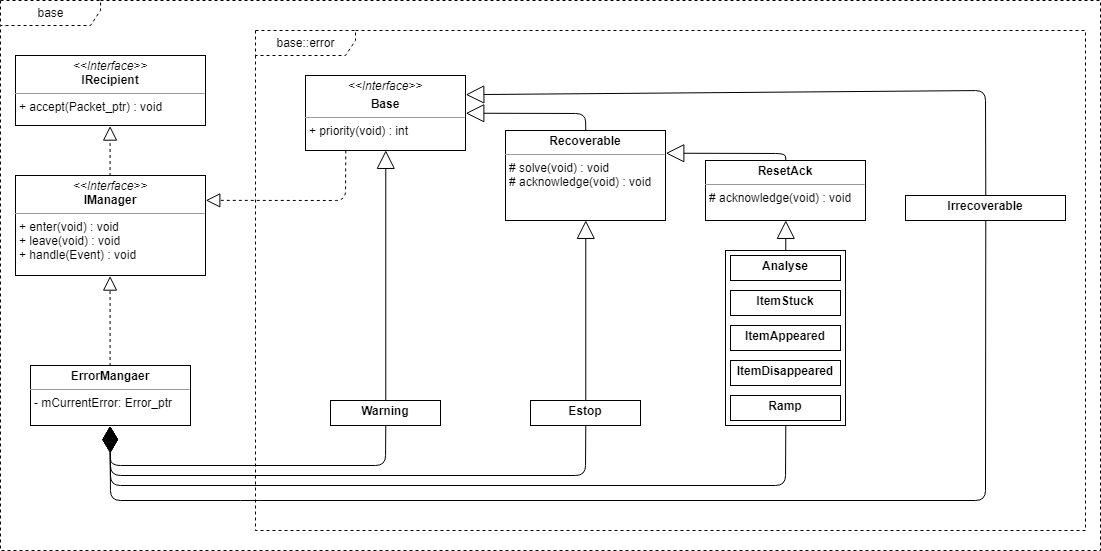 base
base::error
<<Interface>>
IRecipient
+ accept(Packet_ptr) : void
<<Interface>>
IManager
+ enter(void) : void
+ leave(void) : void
+ handle(Event) : void
ErrorMangaer
- mCurrentError: Error_ptr
<<Interface>>
Base
+ priority(void) : int
Recoverable
# solve(void) : void
# acknowledge(void) : void
ResetAck
# acknowledge(void) : void
Irrecoverable
Analyse
ItemStuck
ItemAppeared
ItemDisappeared
Ramp
Warning
Estop